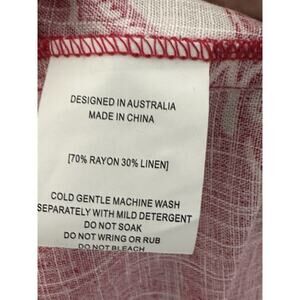 DESIGNED IN AUSTRALIA
MADE IN CHINA
[70% RAYON 30% LINEN]
COLD GENTLE MACHINE WASH
SEPARATELY WITH MILD DETERGENT
DO NOT SOAK
DO NOT WRING OR RUB
DO NOT BLEACH